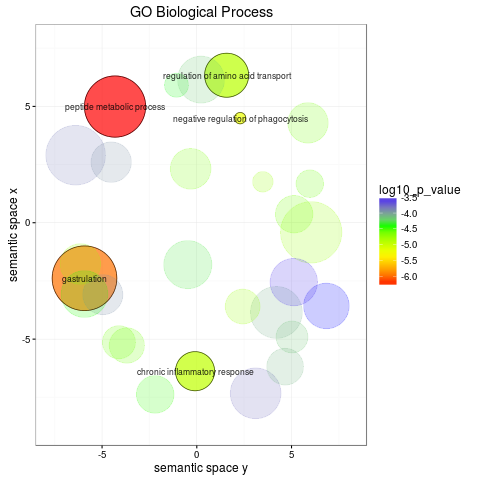 GO Biological Process
regulation of amino acid transport
peptide metabolic process
negative regulation of phagocytosis
gastrulation
chronic inflammatory response
5
0
-5
semantic space x
-5
0
5
semantic space y
log10_p_value
-3.5
-4.0
-4.5
-5.0
-5.5
-6.0